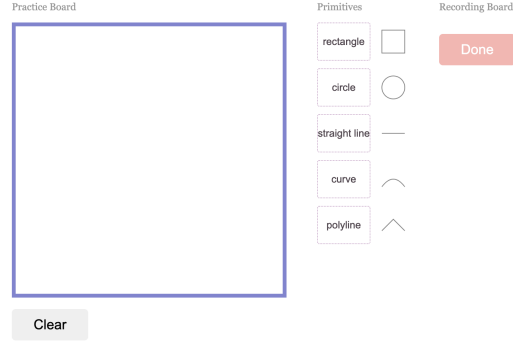 Practice Board
Primitives
Recording Board
rectangle
Done
circle
straight line
curve
polyline
Clear